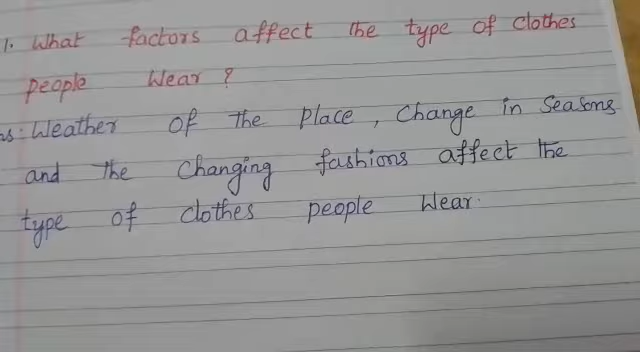 1. What factors affect the type of clothes
people Wear ?
ns: Weather of the place, Change in Seasons
and the Changing fashions affect the
type of clothes people Wear.